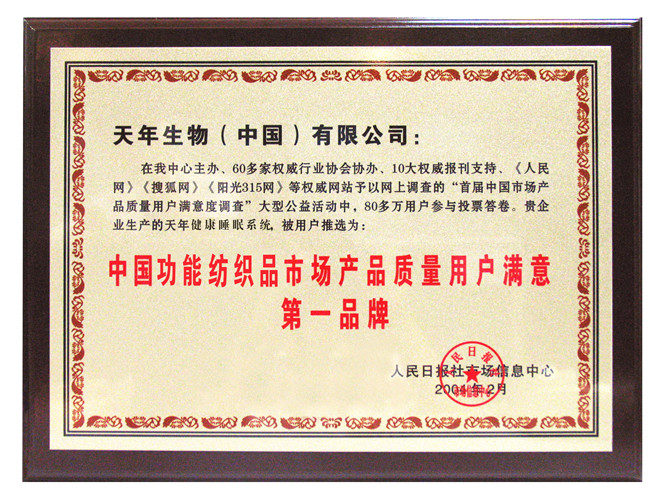 天年生物（中国）有限公司：
在我中心主办、60多家权威行业协会协办、10大权威报刊支持、《人民
网》《搜狐网》《阳光315网》等权威网站予以网上调查的“首届中国市场产
品质量用户满意度调查”大型公益活动中，80多万用户参与投票答卷。贵企
业生产的天年健康睡眠系统，被用户推选为：
中国功能纺织品市场产品质量用户满意
第一品牌
人民日报社市场信息中心
2004年2月